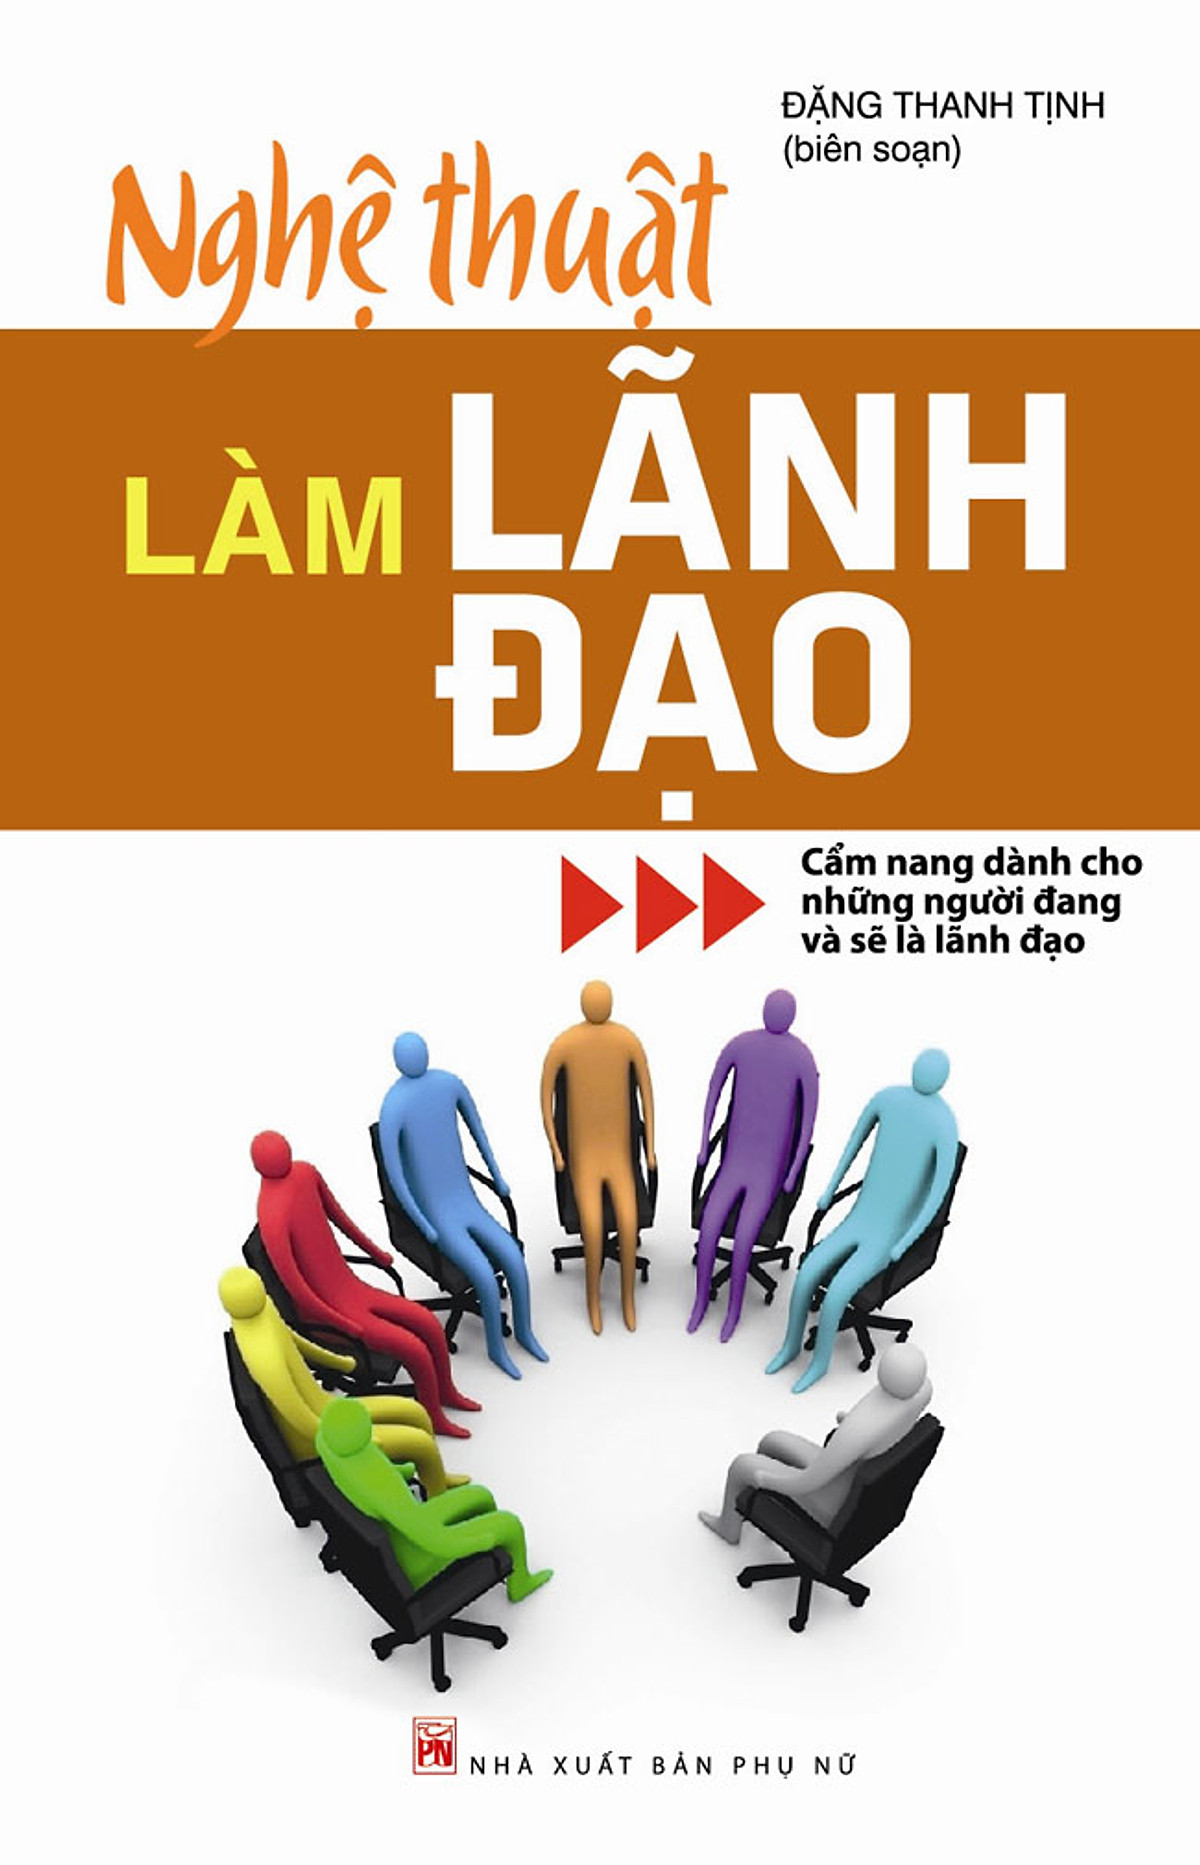 ĐẶNG THANH TỊNH
(biên soạn)
Nghệ thuật
LÀM LÃNH
ĐẠO
Cẩm nang dành cho
những người đang
và sẽ là lãnh đạo
PN
NHÀ XUẤT BẢN PHỤ NỮ